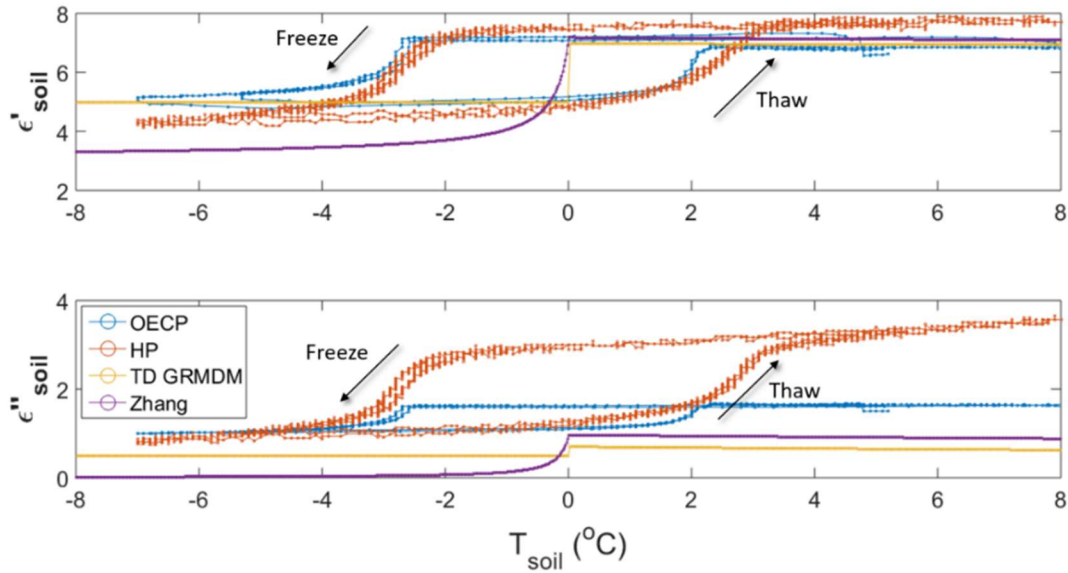 8
6
4
2
ϵ'soil
Freeze
Thaw
-8 -6 -4 -2 0 2 4 6 8
4
2
0
ϵ''soil
OECP
HP
TD GRMDM
Zhang
Freeze
Thaw
-8 -6 -4 -2 0 2 4 6 8
Tsoil (°C)